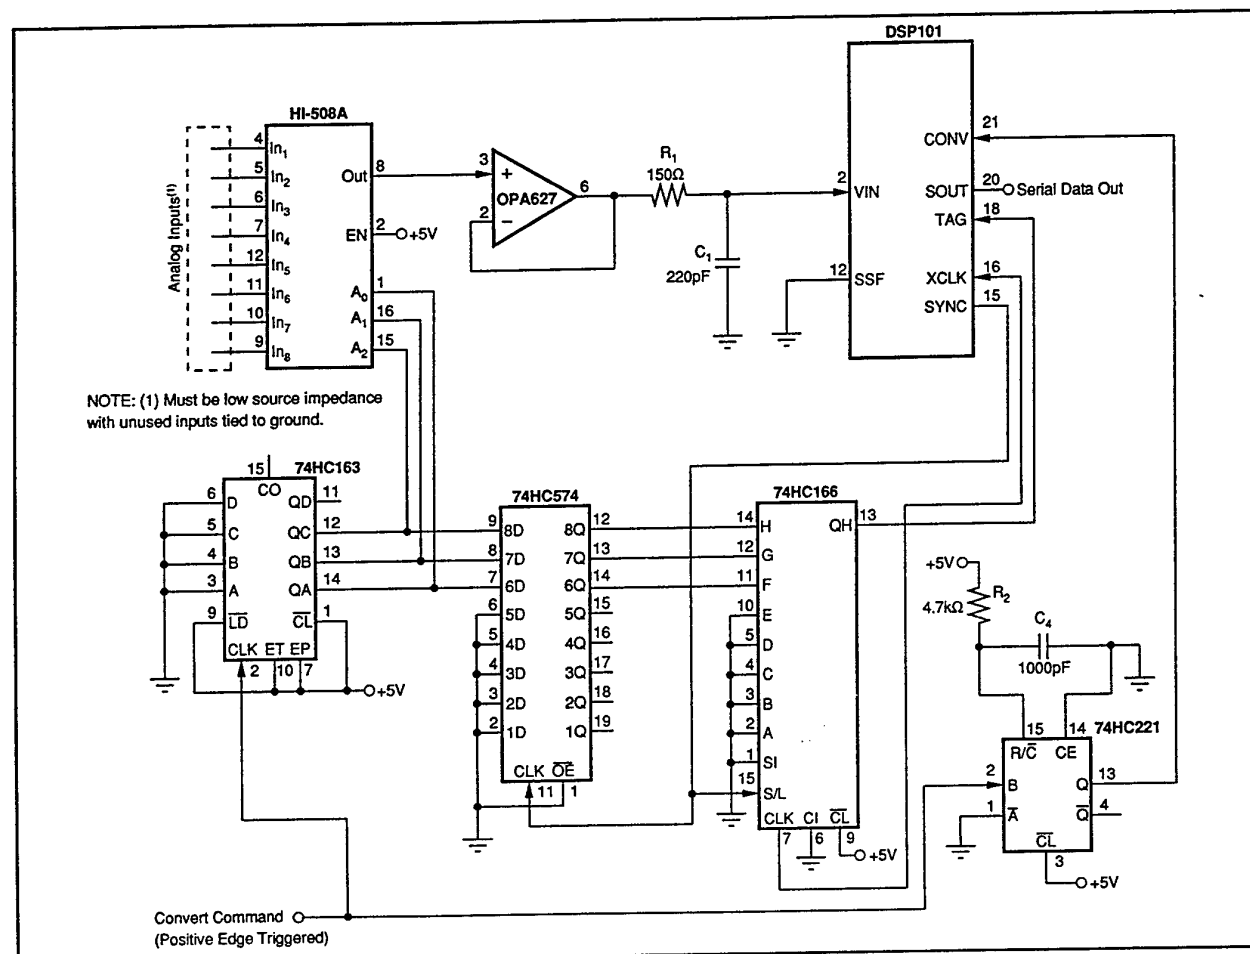 DSP101
HI-508A
Analog Inputs(1)
4 In1
5 In2
6 In3
7 In4
12 In5
11 In6
10 In7
9 In8
Out 8
EN 2 +5V
A0 1
A1 16
A2 15
3 +
OPA627
2 –
6
R1
150Ω
C1
220pF
2 VIN
12 SSF
CONV 21
SOUT 20 Serial Data Out
TAG 18
XCLK 16
SYNC 15
NOTE: (1) Must be low source impedance
with unused inputs tied to ground.
74HC163
15
CO
6 D QD 11
5 C QC 12
4 B QB 13
3 A QA 14
9 L̅D̅ C̅L̅ 1
CLK ET EP
2 10 7
+5V
74HC574
9 8D 8Q 12
8 7D 7Q 13
7 6D 6Q 14
6 5D 5Q 15
5 4D 4Q 16
4 3D 3Q 17
3 2D 2Q 18
2 1D 1Q 19
CLK O̅E̅
11 1
74HC166
14 H QH 13
12 G
11 F
10 E
5 D
4 C
3 B
2 A
1 SI
15 S/L
CLK CI C̅L̅
7 6 9
+5V
+5V
R2
4.7kΩ
C4
1000pF
15 14 74HC221
R/C̅ CE
2 B Q 13
1 A̅ Q̅ 4
C̅L̅
3
+5V
Convert Command
(Positive Edge Triggered)